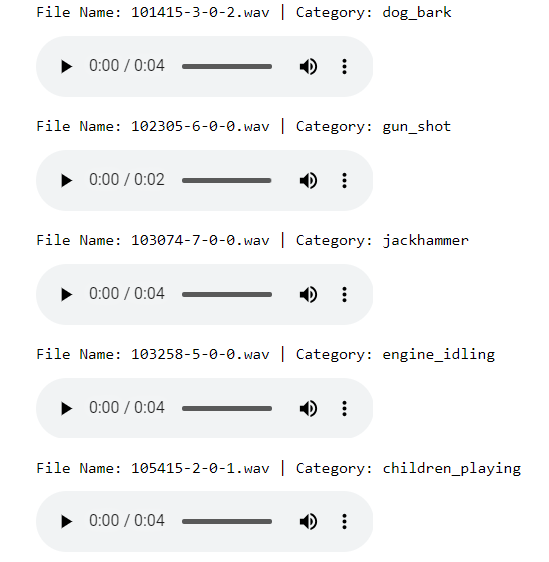 File Name: 101415-3-0-2.wav | Category: dog_bark
0:00 / 0:04
File Name: 102305-6-0-0.wav | Category: gun_shot
0:00 / 0:02
File Name: 103074-7-0-0.wav | Category: jackhammer
0:00 / 0:04
File Name: 103258-5-0-0.wav | Category: engine_idling
0:00 / 0:04
File Name: 105415-2-0-1.wav | Category: children_playing
0:00 / 0:04